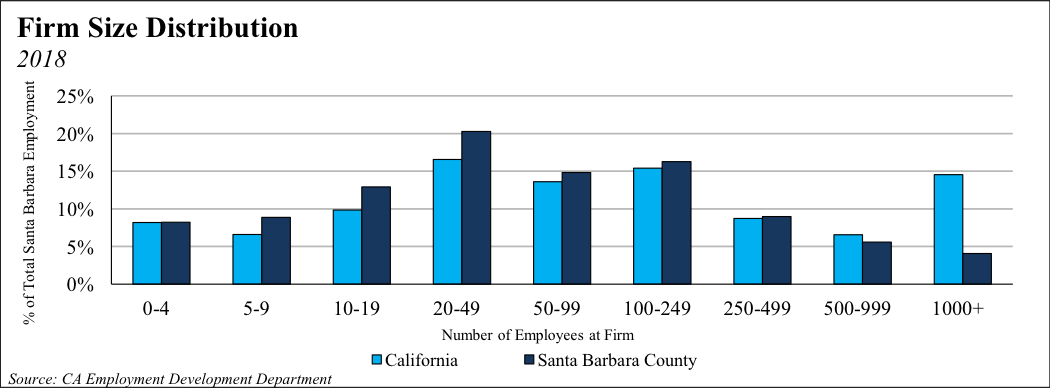 Firm Size Distribution
2018
% of Total Santa Barbara Employment
25%
20%
15%
10%
5%
0%
0-4 5-9 10-19 20-49 50-99 100-249 250-499 500-999 1000+
Number of Employees at Firm
California Santa Barbara County
Source: CA Employment Development Department